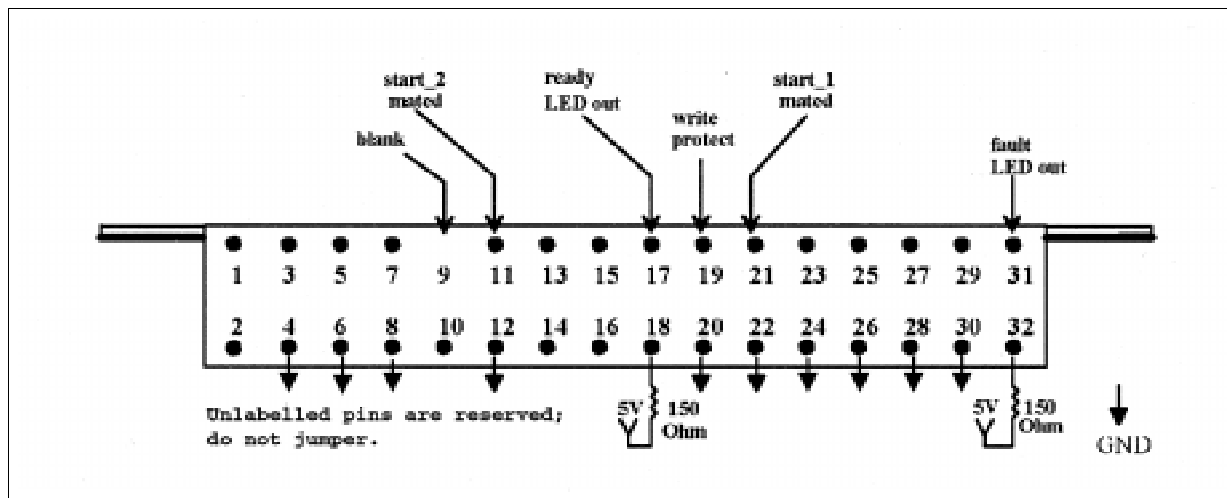 start_2
mated
blank
ready
LED out
write
protect
start_1
mated
fault
LED out
1 3 5 7 9 11 13 15 17 19 21 23 25 27 29 31
2 4 6 8 10 12 14 16 18 20 22 24 26 28 30 32
Unlabelled pins are reserved;
do not jumper.
5V 150
Ohm
5V 150
Ohm
GND